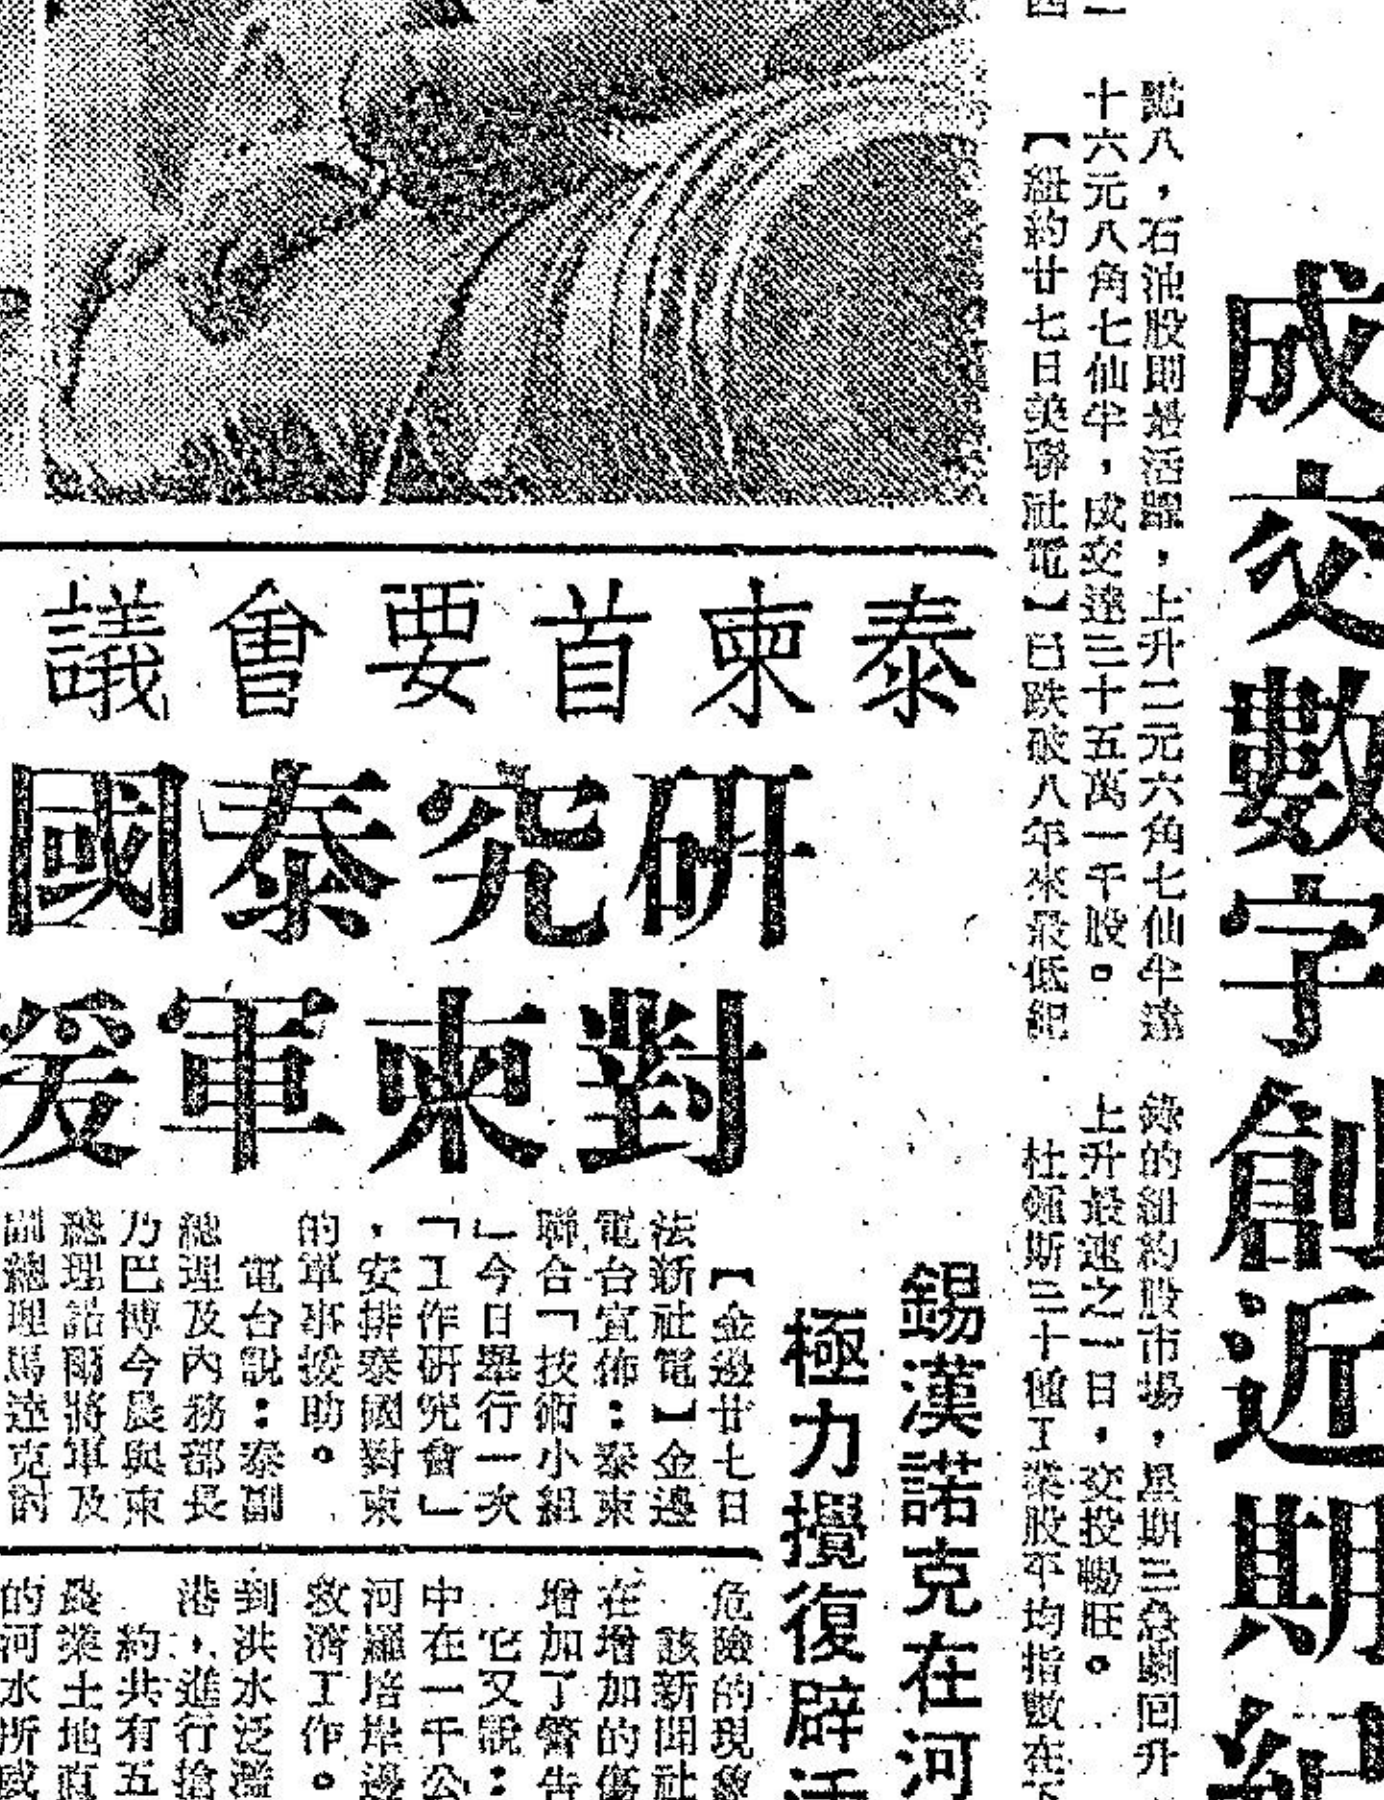 成交數字創近期紀
點八，石油股則最活躍，上升二元六角七仙半達
十六元八角七仙半，成交達三十五萬一千股。
【紐約廿七日美聯社電】已跌破八年來最低紀
錄的紐約股市場，星期三急劇回升
上升最速之一日，交投暢旺。
杜瓊斯三十種工業股平均指數在下
泰柬首要會議
研究泰國
對柬軍援
【金邊廿七日
法新社電】金邊
電台宣佈：泰柬
聯合「技術小組
」今日舉行一次
「工作研究會」
，安排泰國對柬
的軍事援助。
電台說：泰副
總理及內務部長
乃巴博今晨與柬
總理諾爾將軍及
副總理馬達克討
錫漢諾克在河
極力攪復辟活
危險的現象
該新聞社
在增加的傷
增加了警告
它又說：
中在一千公
河羅培岸邊
救濟工作。
到洪水泛濫
港，進行搶
約共有五
農業土地直
的河水所威